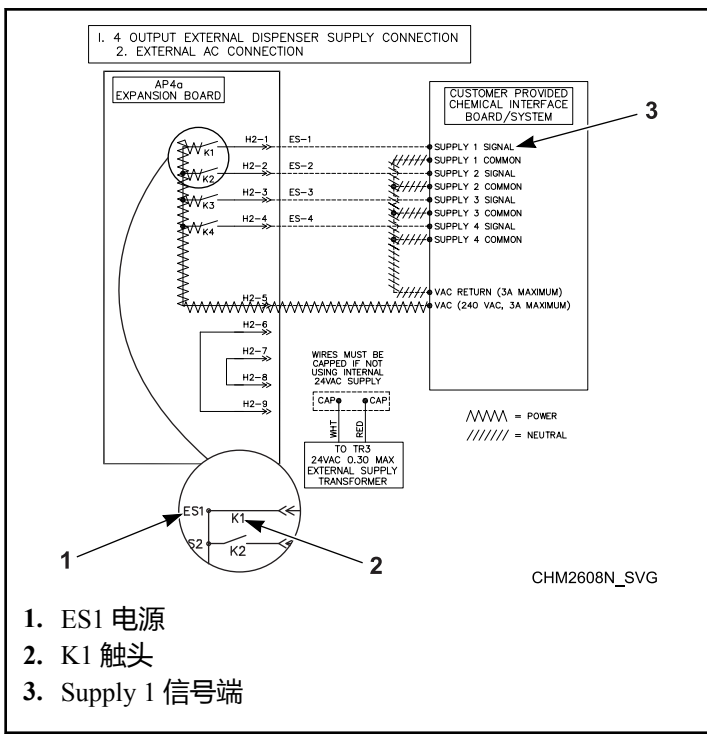 1. 4 OUTPUT EXTERNAL DISPENSER SUPPLY CONNECTION
2. EXTERNAL AC CONNECTION
AP4a
EXPANSION BOARD
CUSTOMER PROVIDED
CHEMICAL INTERFACE
BOARD/SYSTEM
3
K1
H2-1
ES-1
SUPPLY 1 SIGNAL
SUPPLY 1 COMMON
K2
H2-2
ES-2
SUPPLY 2 SIGNAL
SUPPLY 2 COMMON
K3
H2-3
ES-3
SUPPLY 3 SIGNAL
SUPPLY 3 COMMON
K4
H2-4
ES-4
SUPPLY 4 SIGNAL
SUPPLY 4 COMMON
VAC RETURN (3A MAXIMUM)
H2-5
VAC (240 VAC, 3A MAXIMUM)
H2-6
H2-7
H2-8
H2-9
WIRES MUST BE
CAPPED IF NOT
USING INTERNAL
24VAC SUPPLY
CAP
CAP
WHT
RED
TO TR3
24VAC 0.30 MAX
EXTERNAL SUPPLY
TRANSFORMER
= POWER
= NEUTRAL
ES1
K1
S2
K2
1
2
CHM2608N_SVG
1. ES1 电源
2. K1 触头
3. Supply 1 信号端